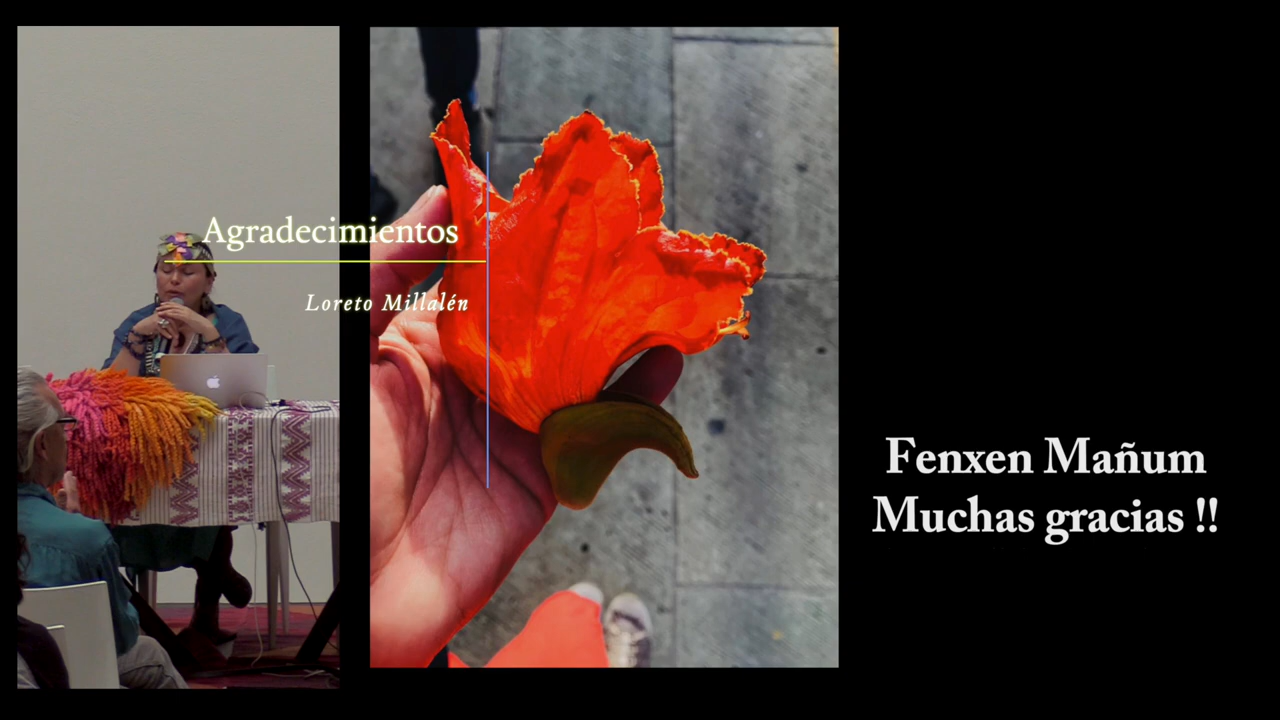 Agradecimientos
Loreto Millalén
Fenxen Mañum
Muchas gracias !!